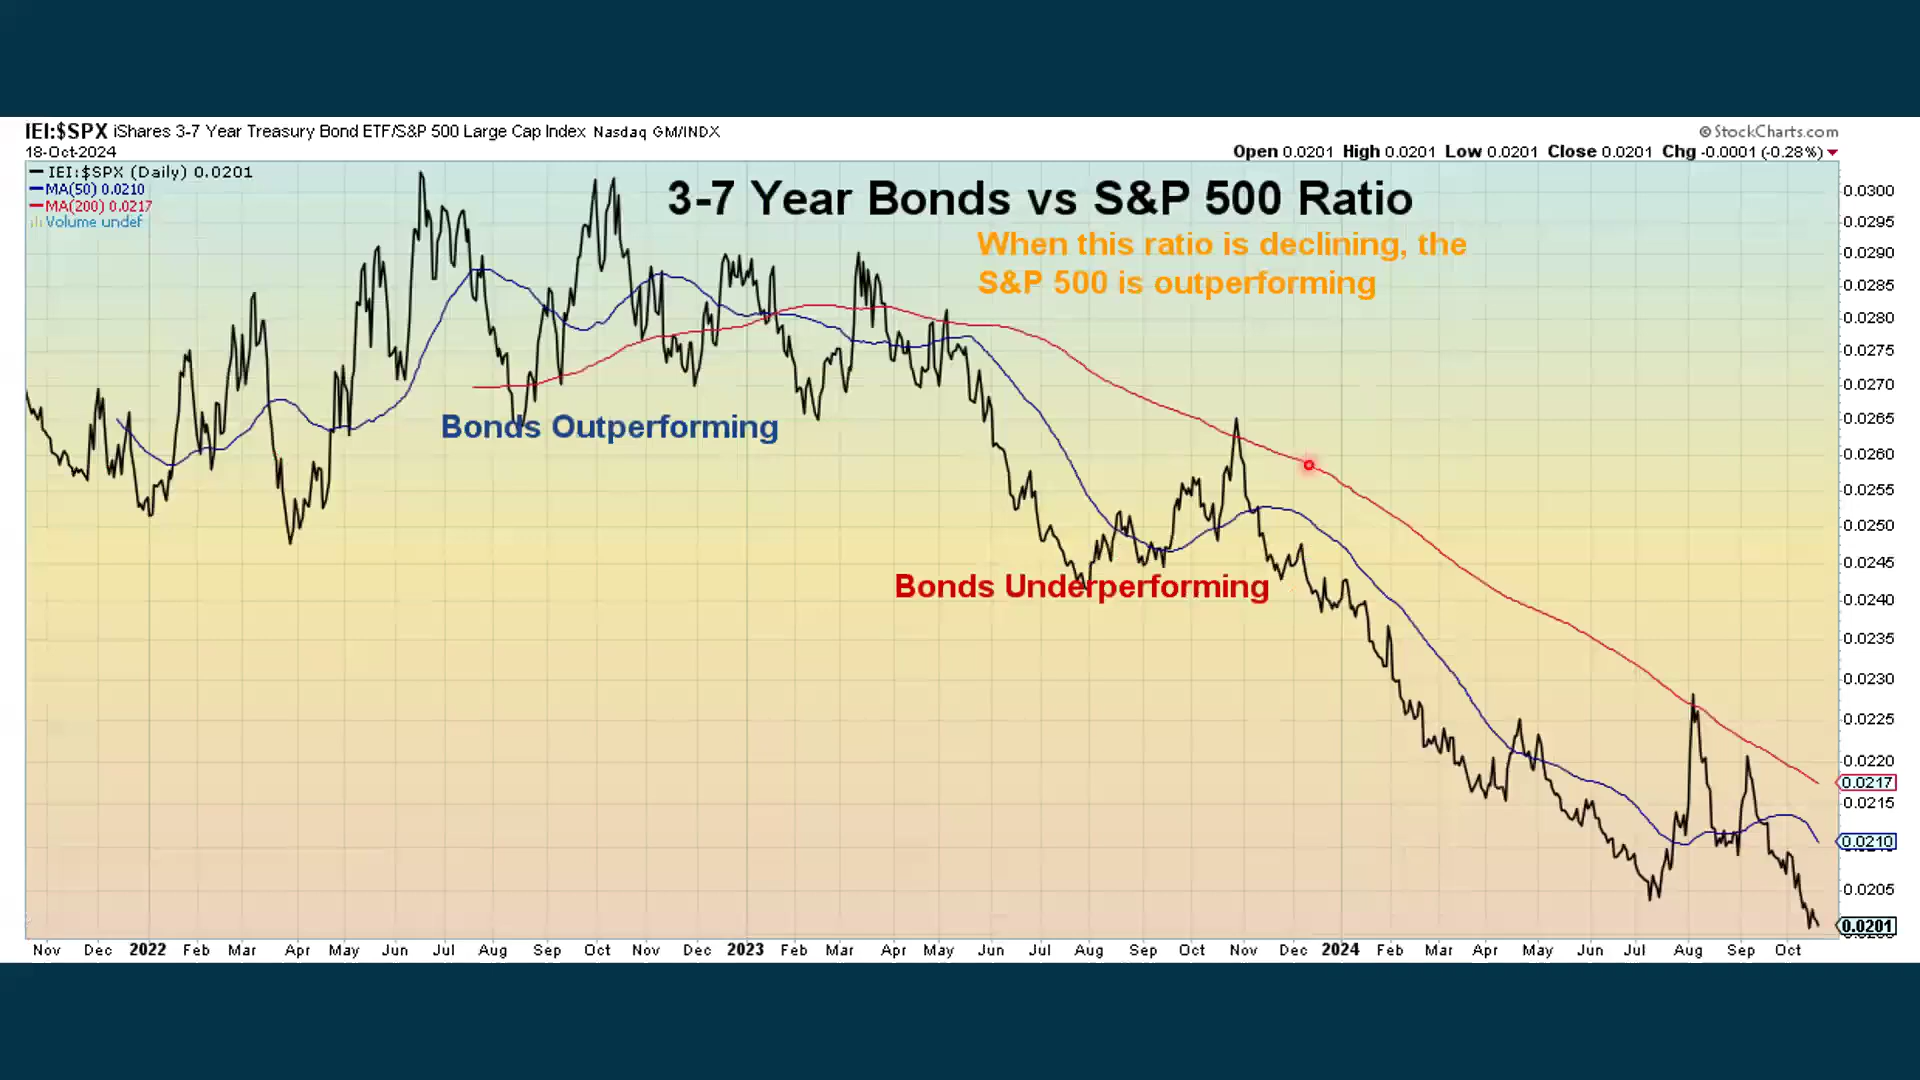 IEI:$SPX iShares 3-7 Year Treasury Bond ETF/S&P 500 Large Cap Index Nasdaq GM/INDX
© StockCharts.com
18-Oct-2024
Open 0.0201 High 0.0201 Low 0.0201 Close 0.0201 Chg -0.0001 (-0.28%)
IEI:$SPX (Daily) 0.0201
MA(50) 0.0210
MA(200) 0.0217
Volume undef
3-7 Year Bonds vs S&P 500 Ratio
When this ratio is declining, the
S&P 500 is outperforming
Bonds Outperforming
Bonds Underperforming
0.0300
0.0295
0.0290
0.0285
0.0280
0.0275
0.0270
0.0265
0.0260
0.0255
0.0250
0.0245
0.0240
0.0235
0.0230
0.0225
0.0220
0.0217
0.0215
0.0210
0.0205
0.0201
Nov Dec 2022 Feb Mar Apr May Jun Jul Aug Sep Oct Nov Dec 2023 Feb Mar Apr May Jun Jul Aug Sep Oct Nov Dec 2024 Feb Mar Apr May Jun Jul Aug Sep Oct